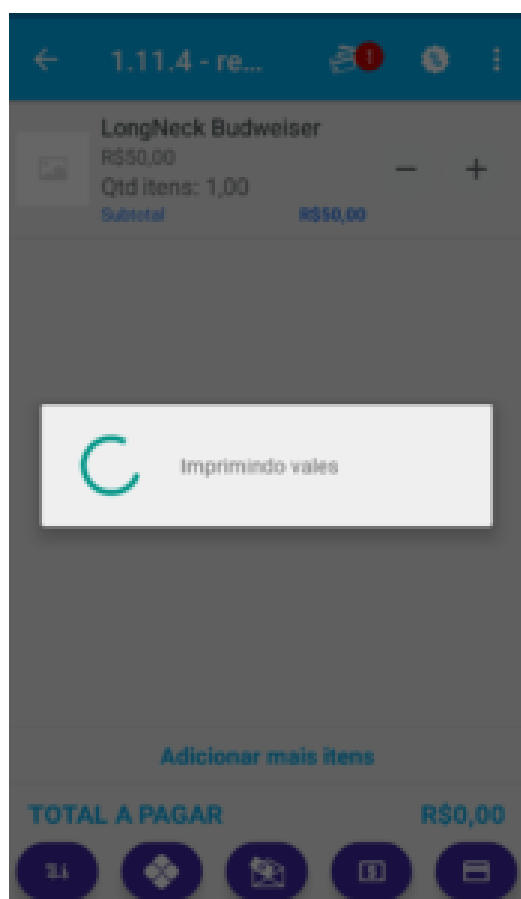 1.11.4 - re...
1
LongNeck Budweiser
R$50,00
Qtd itens: 1,00
Subtotal R$50,00
Imprimindo vales
Adicionar mais itens
TOTAL A PAGAR R$0,00